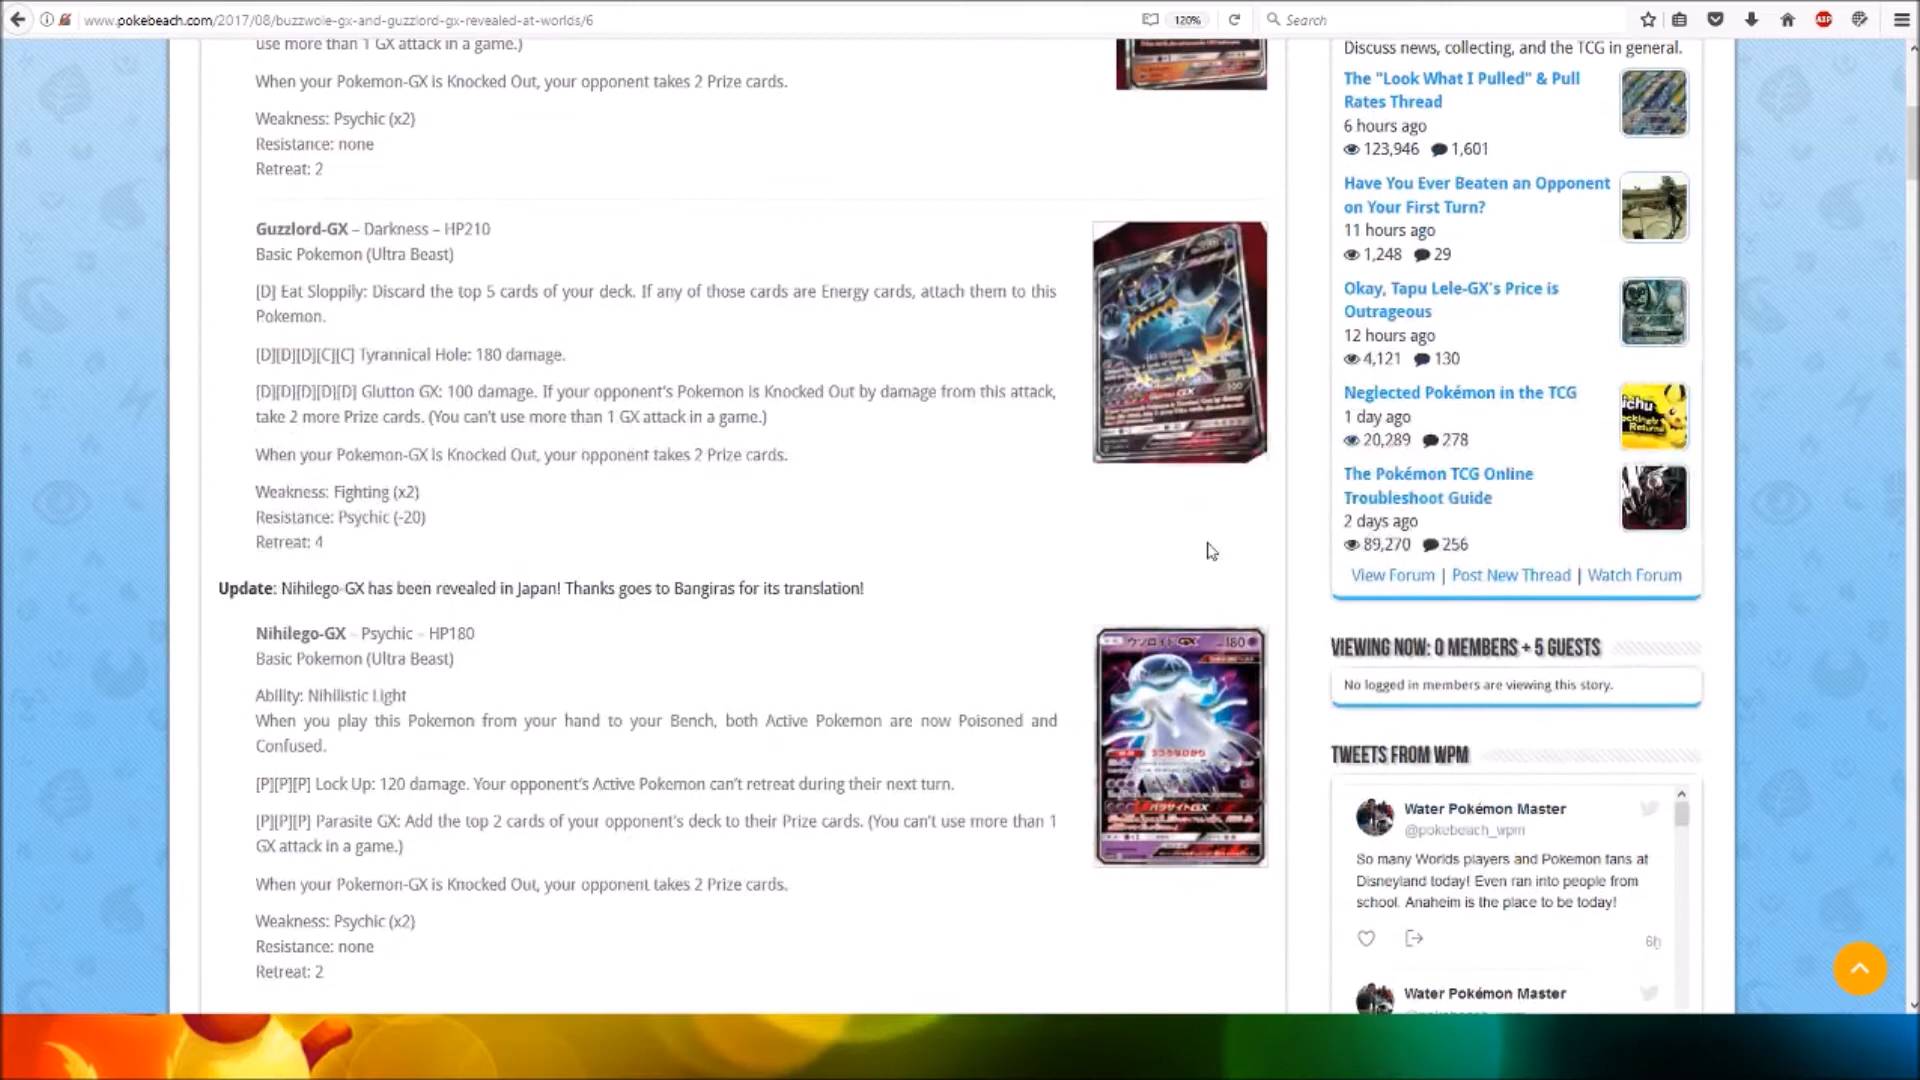 www.pokebeach.com/2017/08/buzzwole-gx-and-guzzlord-gx-revealed-at-worlds/6
120%
Search
ABP
use more than 1 GX attack in a game.)
When your Pokemon-GX is Knocked Out, your opponent takes 2 Prize cards.
Weakness: Psychic (x2)
Resistance: none
Retreat: 2
Guzzlord-GX – Darkness – HP210
Basic Pokemon (Ultra Beast)
[D] Eat Sloppily: Discard the top 5 cards of your deck. If any of those cards are Energy cards, attach them to this
Pokemon.
[D][D][D][C][C] Tyrannical Hole: 180 damage.
[D][D][D][D][D] Glutton GX: 100 damage. If your opponent's Pokemon is Knocked Out by damage from this attack,
take 2 more Prize cards. (You can't use more than 1 GX attack in a game.)
When your Pokemon-GX is Knocked Out, your opponent takes 2 Prize cards.
Weakness: Fighting (x2)
Resistance: Psychic (-20)
Retreat: 4
Update: Nihilego-GX has been revealed in Japan! Thanks goes to Bangiras for its translation!
Nihilego-GX – Psychic – HP180
Basic Pokemon (Ultra Beast)
Ability: Nihilistic Light
When you play this Pokemon from your hand to your Bench, both Active Pokemon are now Poisoned and
Confused.
[P][P][P] Lock Up: 120 damage. Your opponent's Active Pokemon can't retreat during their next turn.
[P][P][P] Parasite GX: Add the top 2 cards of your opponent's deck to their Prize cards. (You can't use more than 1
GX attack in a game.)
When your Pokemon-GX is Knocked Out, your opponent takes 2 Prize cards.
Weakness: Psychic (x2)
Resistance: none
Retreat: 2
ウツロイドGX 180
Discuss news, collecting, and the TCG in general.
The "Look What I Pulled" & Pull
Rates Thread
6 hours ago
123,946 1,601
Have You Ever Beaten an Opponent
on Your First Turn?
11 hours ago
1,248 29
Okay, Tapu Lele-GX's Price is
Outrageous
12 hours ago
4,121 130
Neglected Pokémon in the TCG
1 day ago
20,289 278
The Pokémon TCG Online
Troubleshoot Guide
2 days ago
89,270 256
View Forum | Post New Thread | Watch Forum
VIEWING NOW: 0 MEMBERS + 5 GUESTS
No logged in members are viewing this story.
TWEETS FROM WPM
Water Pokémon Master
@pokebeach_wpm
So many Worlds players and Pokemon fans at
Disneyland today! Even ran into people from
school. Anaheim is the place to be today!
6h
Water Pokémon Master